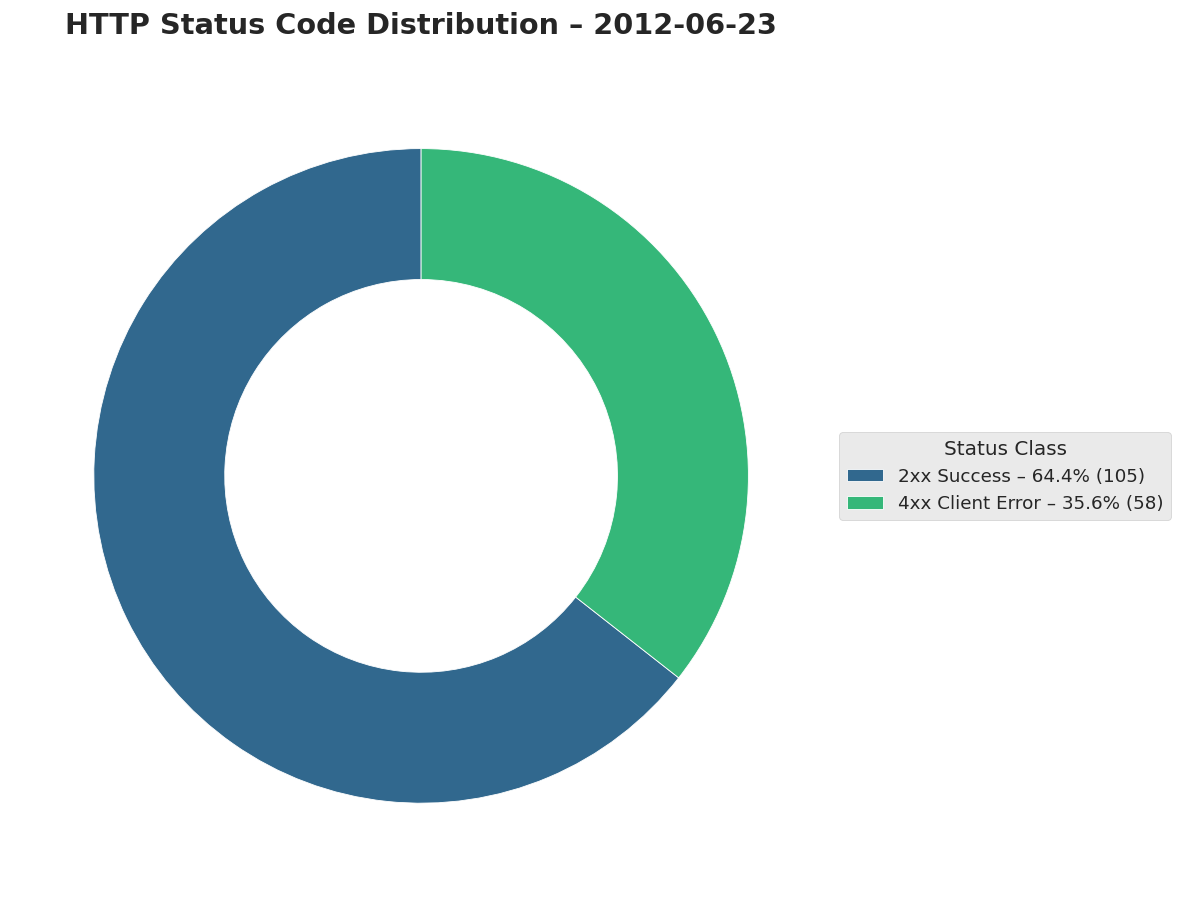 HTTP Status Code Distribution – 2012-06-23
Status Class
2xx Success – 64.4% (105)
4xx Client Error – 35.6% (58)